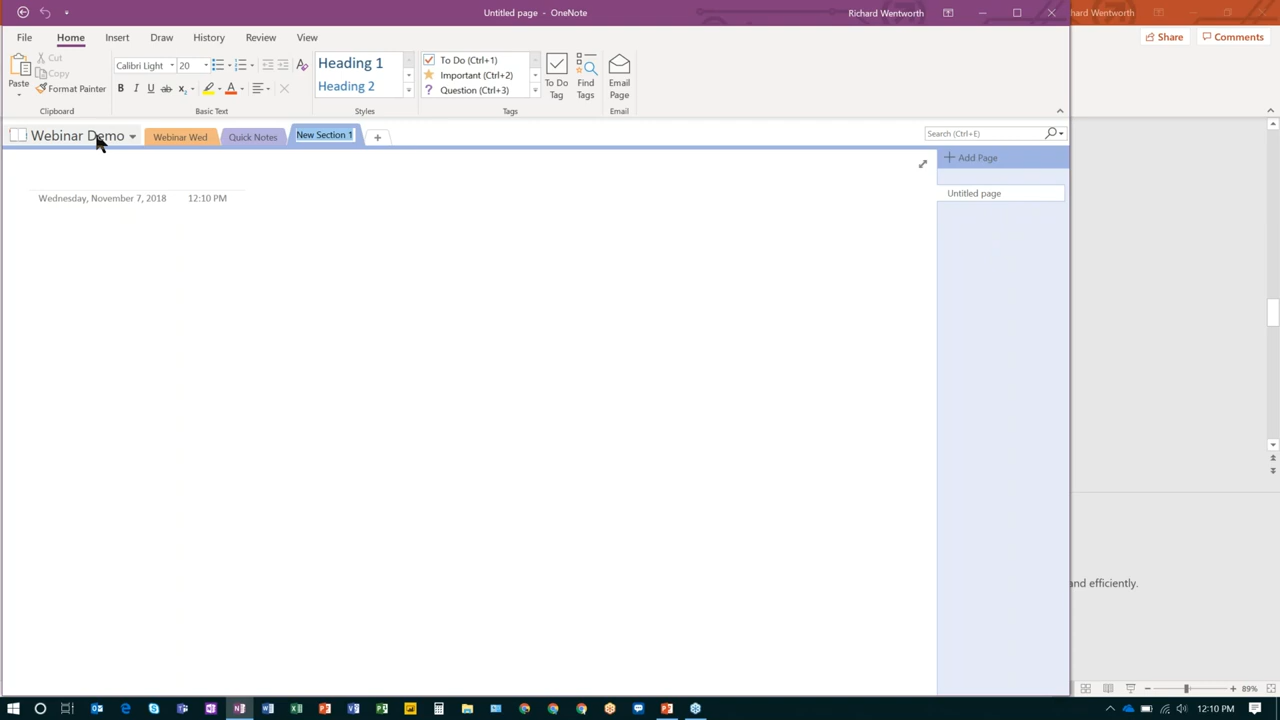 Untitled page - OneNote
Richard Wentworth
Richard Wentworth
File
Home
Insert
Draw
History
Review
View
Share
Comments
Paste
Cut
Copy
Format Painter
Clipboard
Calibri Light
20
B I U ab x₂ A
Basic Text
Heading 1
Heading 2
Styles
To Do (Ctrl+1)
Important (Ctrl+2)
Question (Ctrl+3)
To Do
Tag
Find
Tags
Tags
Email
Page
Email
Webinar Demo
Webinar Wed
Quick Notes
New Section 1
Search (Ctrl+E)
Add Page
Untitled page
Wednesday, November 7, 2018
12:10 PM
and efficiently.
89%
12:10 PM